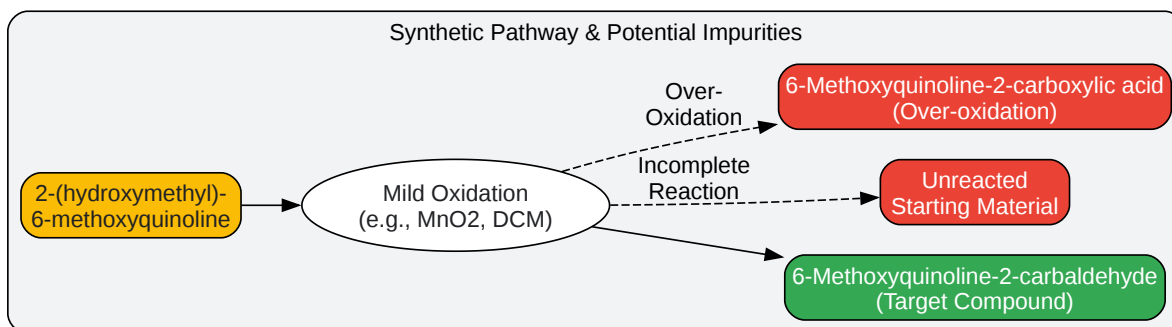 Synthetic Pathway & Potential Impurities
Over-
Oxidation
6-Methoxyquinoline-2-carboxylic acid
(Over-oxidation)
Incomplete
Reaction
Unreacted
Starting Material
2-(hydroxymethyl)-
6-methoxyquinoline
Mild Oxidation
(e.g., MnO2, DCM)
6-Methoxyquinoline-2-carbaldehyde
(Target Compound)